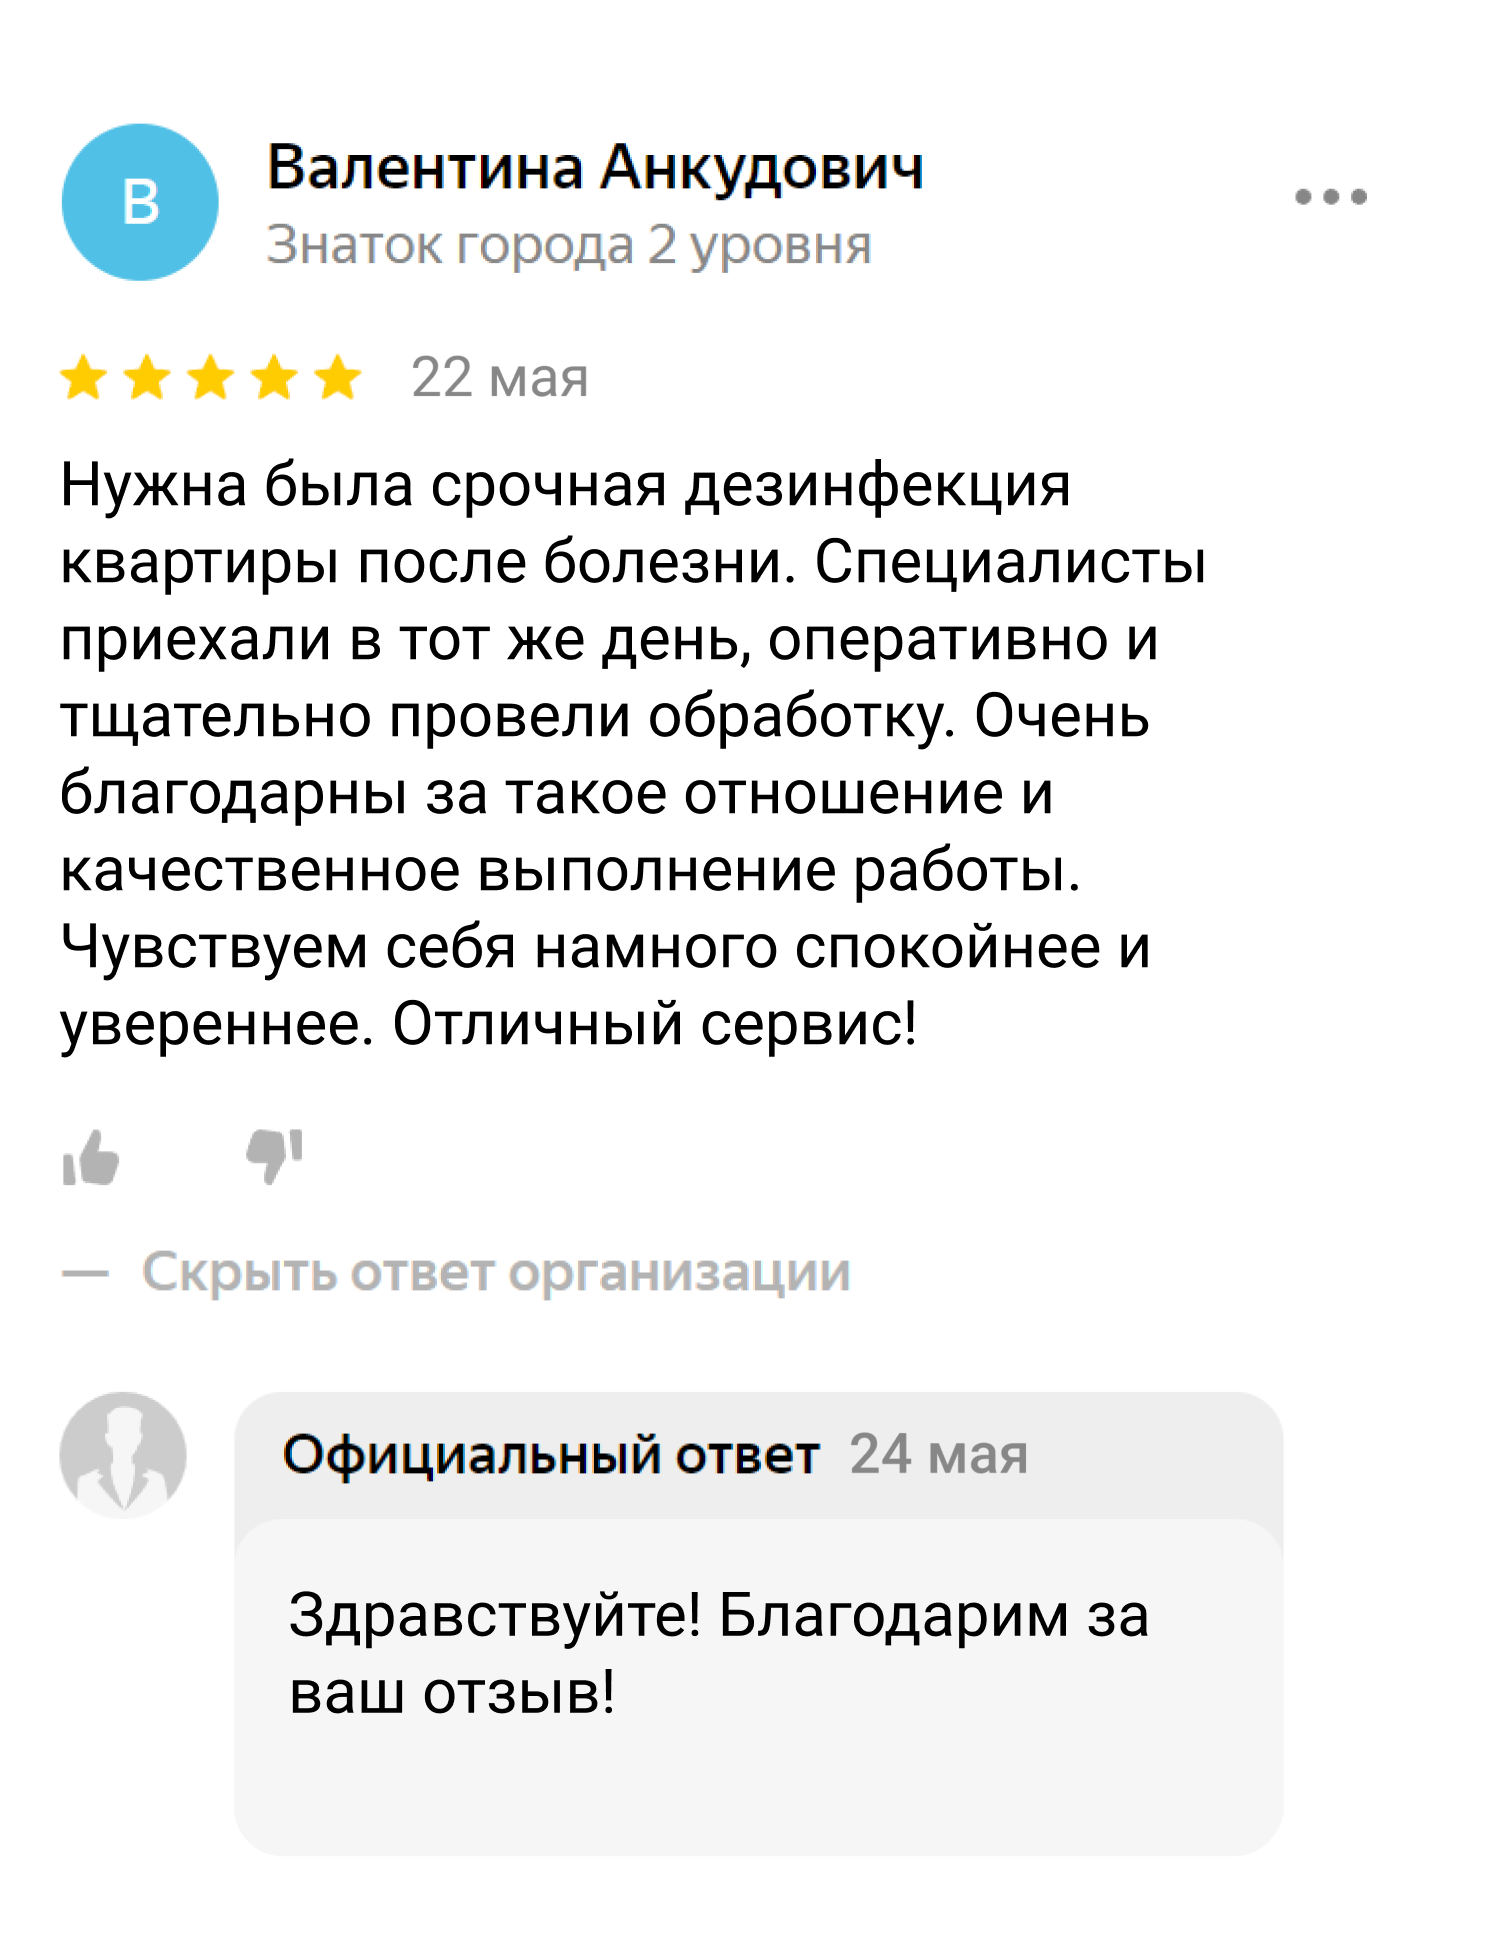 В
Валентина Анкудович
Знаток города 2 уровня
22 мая
Нужна была срочная дезинфекция
квартиры после болезни. Специалисты
приехали в тот же день, оперативно и
тщательно провели обработку. Очень
благодарны за такое отношение и
качественное выполнение работы.
Чувствуем себя намного спокойнее и
увереннее. Отличный сервис!
— Скрыть ответ организации
Официальный ответ 24 мая
Здравствуйте! Благодарим за
ваш отзыв!